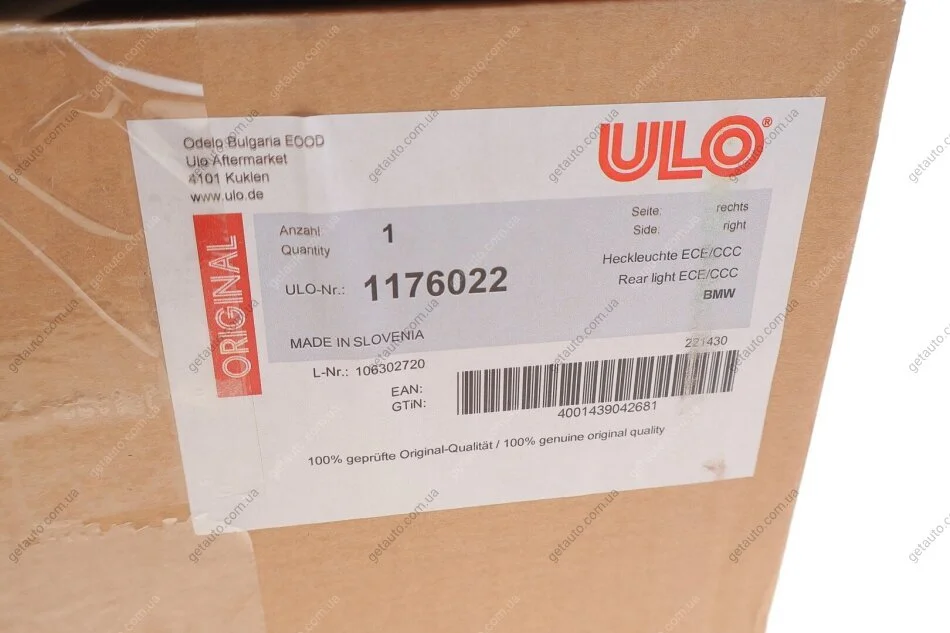 Odelo Bulgaria EOOD
Ulo Aftermarket
4101 Kuklen
www.ulo.de
ULO®
ORIGINAL
Anzahl
Quantity
1
Seite: rechts
Side: right
ULO-Nr.: 1176022
Heckleuchte ECE/CCC
Rear light ECE/CCC
BMW
MADE IN SLOVENIA
221430
L-Nr.: 106302720
EAN:
GTiN:
4001439042681
100% geprüfte Original-Qualität / 100% genuine original quality
getauto.com.ua